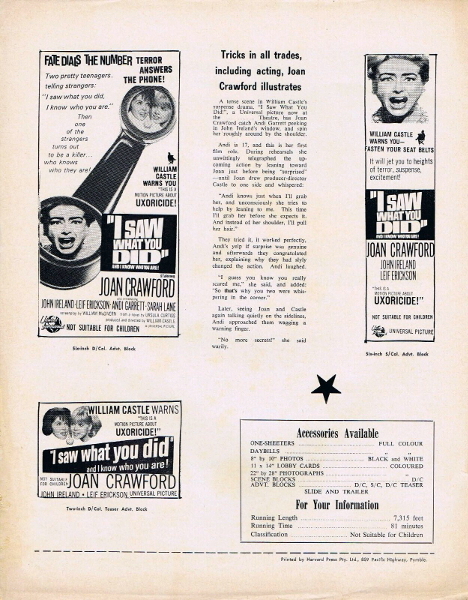 FATE DIALS THE NUMBER TERROR
ANSWERS
THE PHONE!
Two pretty teenagers
telling strangers:
"I saw what you did,
I know who you are."
Than
one
of the
strangers
turns out
to be a killer...
who knows
who they are!
WILLIAM
CASTLE
WARNS YOU
"THIS IS A
MOTION PICTURE ABOUT
UXORICIDE!"
"I SAW
WHAT YOU
DID"
AND I KNOW WHO YOU ARE!
STARRING
JOAN CRAWFORD
JOHN IRELAND · LEIF ERICKSON · ANDI GARRETT · SARAH LANE
NOT SUITABLE FOR CHILDREN
Six-inch D/Col. Advt. Block
Tricks in all trades,
including acting, Joan
Crawford illustrates
A tense scene in William Castle's
suspense drama, "I Saw What You
Did", a Universal picture now at
the Theatre, has Joan
Crawford catch Andi Garrett peeking
in John Ireland's window, and spin
her roughly around by the shoulder.
Andi is 17, and this is her first
film role. During rehearsals she
unwittingly telegraphed the up-
coming action by leaning toward
Joan just before being "surprised"
—until Joan drew producer-director
Castle to one side and whispered:
"Andi knows just when I'll grab
her, and unconsciously she tries to
help by leaning to me. This time
I'll grab her before she expects it.
And instead of her shoulder, I'll pull
her hair."
They tried it, it worked perfectly,
Andi's yelp if surprise was genuine
and afterwards they congratulated
her, explaining why they had slyly
changed the action. Andi laughed.
"I guess you know you really
scared me," she said, and added:
"So that's why you two were whis-
pering in the corner."
Later, seeing Joan and Castle
again talking quietly on the sidelines,
Andi approached them wagging a
warning finger.
"No more secrets!" she said
warily.
WILLIAM CASTLE
WARNS YOU—
FASTEN YOUR SEAT BELTS
It will jet you to heights
of terror, suspense,
excitement!
"I SAW
WHAT YOU
DID"
AND I KNOW WHO YOU ARE!
JOAN CRAWFORD
JOHN IRELAND
LEIF ERICKSON
"THIS IS A
MOTION PICTURE ABOUT
UXORICIDE!"
NOT SUITABLE FOR CHILDREN
UNIVERSAL PICTURE
Six-inch S/Col. Advt. Block
WILLIAM CASTLE WARNS
"THIS IS A
MOTION PICTURE ABOUT
UXORICIDE!"
'I saw what you did'
and i know who you are!
NOT SUITABLE
FOR CHILDREN
JOAN CRAWFORD
JOHN IRELAND · LEIF ERICKSON UNIVERSAL PICTURE
Two-inch D/Col. Teaser Advt. Block
Accessories Available
ONE-SHEETERS FULL COLOUR
DAYBILLS " "
8" by 10" PHOTOS BLACK and WHITE
11 x 14" LOBBY CARDS COLOURED
22" by 28" PHOTOGRAPHS "
SCENE BLOCKS D/C
ADVT. BLOCKS D/C, S/C, D/C TEASER
SLIDE AND TRAILER
For Your Information
Running Length 7,315 feet
Running Time 81 minutes
Classification Not Suitable for Children
Printed by Harvard Press Pty. Ltd., 859 Pacific Highway, Pymble.